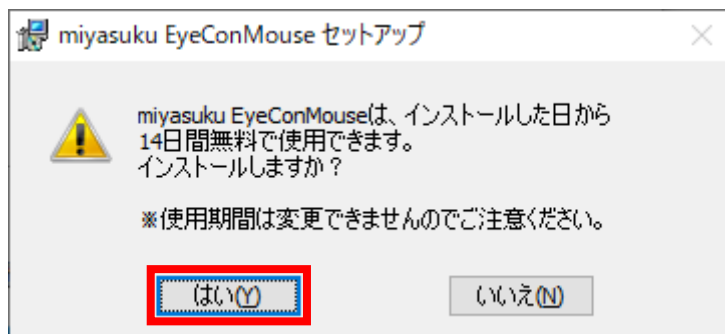 miyasuku EyeConMouse セットアップ
miyasuku EyeConMouseは、インストールした日から
14日間無料で使用できます。
インストールしますか？
※使用期間は変更できませんのでご注意ください。
はい(Y)
いいえ(N)